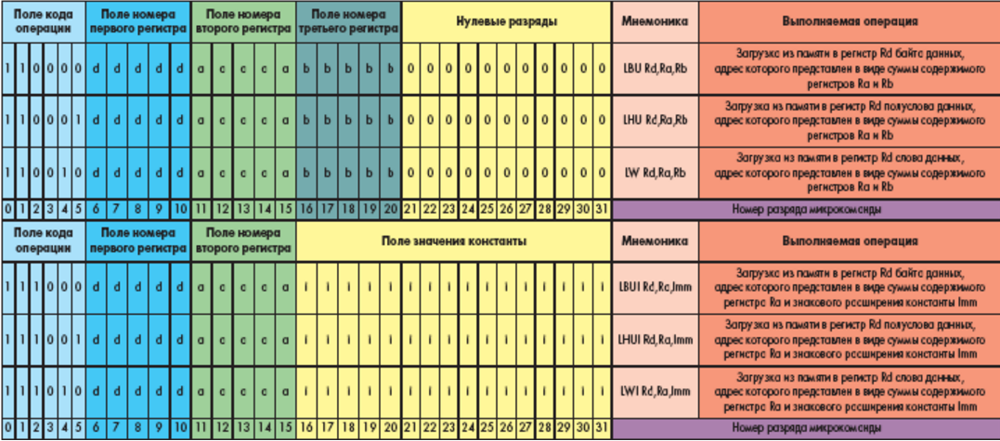 Поле кода операции Поле номера первого регистра Поле номера второго регистра Поле номера третьего регистра Нулевые разряды Мнемоника Выполняемая операция
1 1 0 0 0 0 d d d d d a a a a a b b b b b 0 0 0 0 0 0 0 0 0 0 0 LBU Rd,Ra,Rb Загрузка из памяти в регистр Rd байта данных,
адрес которого представлен в виде суммы содержимого
регистров Ra и Rb
1 1 0 0 0 1 d d d d d a a a a a b b b b b 0 0 0 0 0 0 0 0 0 0 0 LHU Rd,Ra,Rb Загрузка из памяти в регистр Rd полуслова данных,
адрес которого представлен в виде суммы содержимого
регистров Ra и Rb
1 1 0 0 1 0 d d d d d a a a a a b b b b b 0 0 0 0 0 0 0 0 0 0 0 LW Rd,Ra,Rb Загрузка из памяти в регистр Rd слова данных,
адрес которого представлен в виде суммы содержимого
регистров Ra и Rb
0 1 2 3 4 5 6 7 8 9 10 11 12 13 14 15 16 17 18 19 20 21 22 23 24 25 26 27 28 29 30 31 Номер разряда микрокоманды
Поле кода операции Поле номера первого регистра Поле номера второго регистра Поле значения константы Мнемоника Выполняемая операция
1 1 1 0 0 0 d d d d d a a a a a i i i i i i i i i i i i i i i i LBUI Rd,Ra,Imm Загрузка из памяти в регистр Rd байта данных,
адрес которого представлен в виде суммы содержимого
регистра Ra и знакового расширения константы Imm
1 1 1 0 0 1 d d d d d a a a a a i i i i i i i i i i i i i i i i LHUI Rd,Ra,Imm Загрузка из памяти в регистр Rd полуслова данных,
адрес которого представлен в виде суммы содержимого
регистра Ra и знакового расширения константы Imm
1 1 1 0 1 0 d d d d d a a a a a i i i i i i i i i i i i i i i i LWI Rd,Ra,Imm Загрузка из памяти в регистр Rd слова данных,
адрес которого представлен в виде суммы содержимого
регистра Ra и знакового расширения константы Imm
0 1 2 3 4 5 6 7 8 9 10 11 12 13 14 15 16 17 18 19 20 21 22 23 24 25 26 27 28 29 30 31 Номер разряда микрокоманды